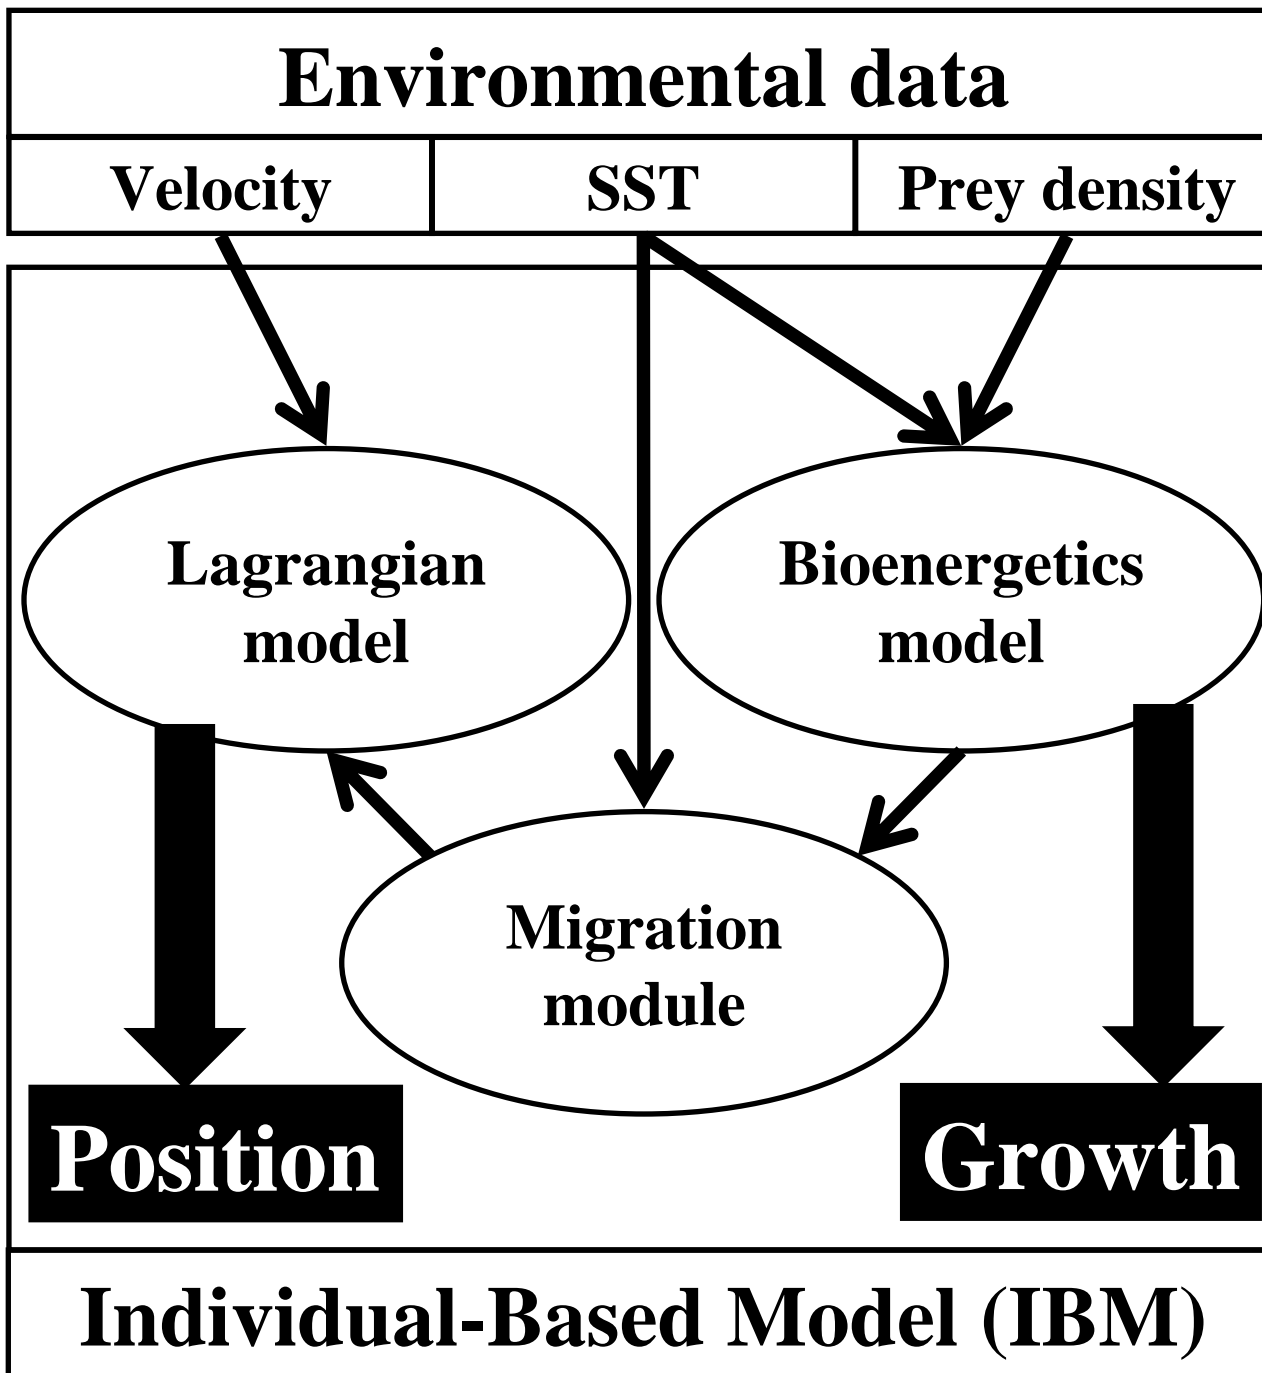 Environmental data
Velocity
SST
Prey density
Lagrangian
model
Bioenergetics
model
Migration
module
Position
Growth
Individual-Based Model (IBM)